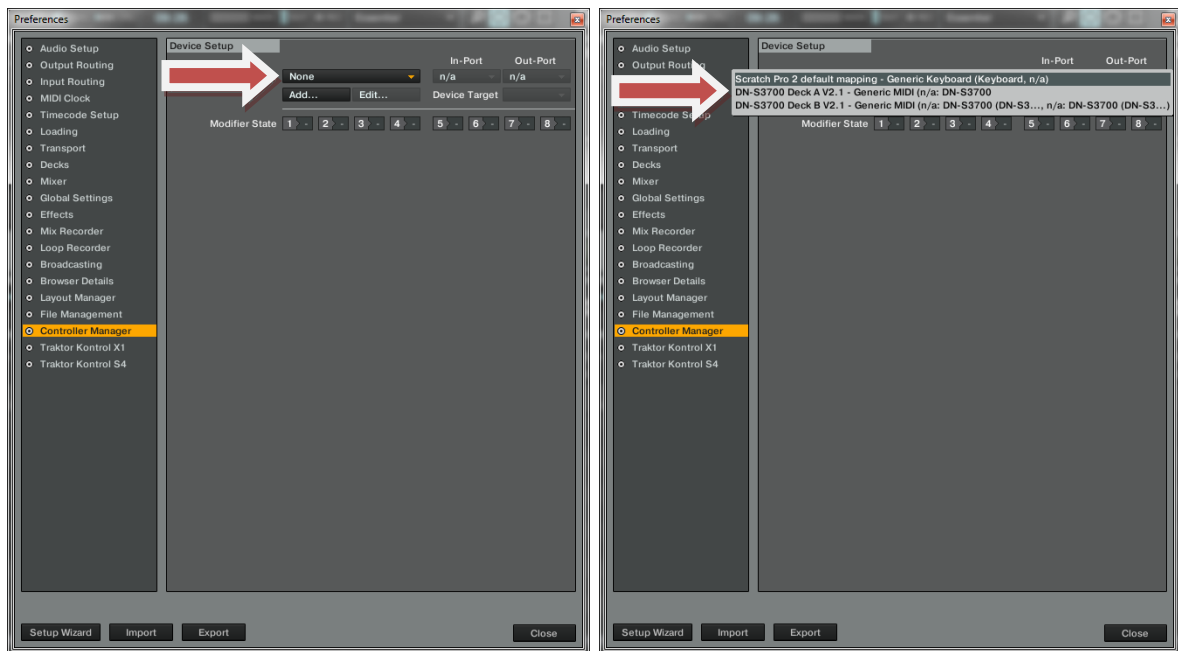 Preferences
Audio Setup
Output Routing
Input Routing
MIDI Clock
Timecode Setup
Loading
Transport
Decks
Mixer
Global Settings
Effects
Mix Recorder
Loop Recorder
Broadcasting
Browser Details
Layout Manager
File Management
Controller Manager
Traktor Kontrol X1
Traktor Kontrol S4
Device Setup
In-Port Out-Port
None n/a n/a
Add... Edit... Device Target
Modifier State 1 - 2 - 3 - 4 - 5 - 6 - 7 - 8 -
Setup Wizard Import Export Close
Preferences
Audio Setup
Output Routing
Timecode Setup
Loading
Transport
Decks
Mixer
Global Settings
Effects
Mix Recorder
Loop Recorder
Broadcasting
Browser Details
Layout Manager
File Management
Controller Manager
Traktor Kontrol X1
Traktor Kontrol S4
Device Setup
In-Port Out-Port
Scratch Pro 2 default mapping - Generic Keyboard (Keyboard, n/a)
DN-S3700 Deck A V2.1 - Generic MIDI (n/a: DN-S3700
DN-S3700 Deck B V2.1 - Generic MIDI (n/a: DN-S3700 (DN-S3..., n/a: DN-S3700 (DN-S3...)
Modifier State 1 - 2 - 3 - 4 - 5 - 6 - 7 - 8 -
Setup Wizard Import Export Close